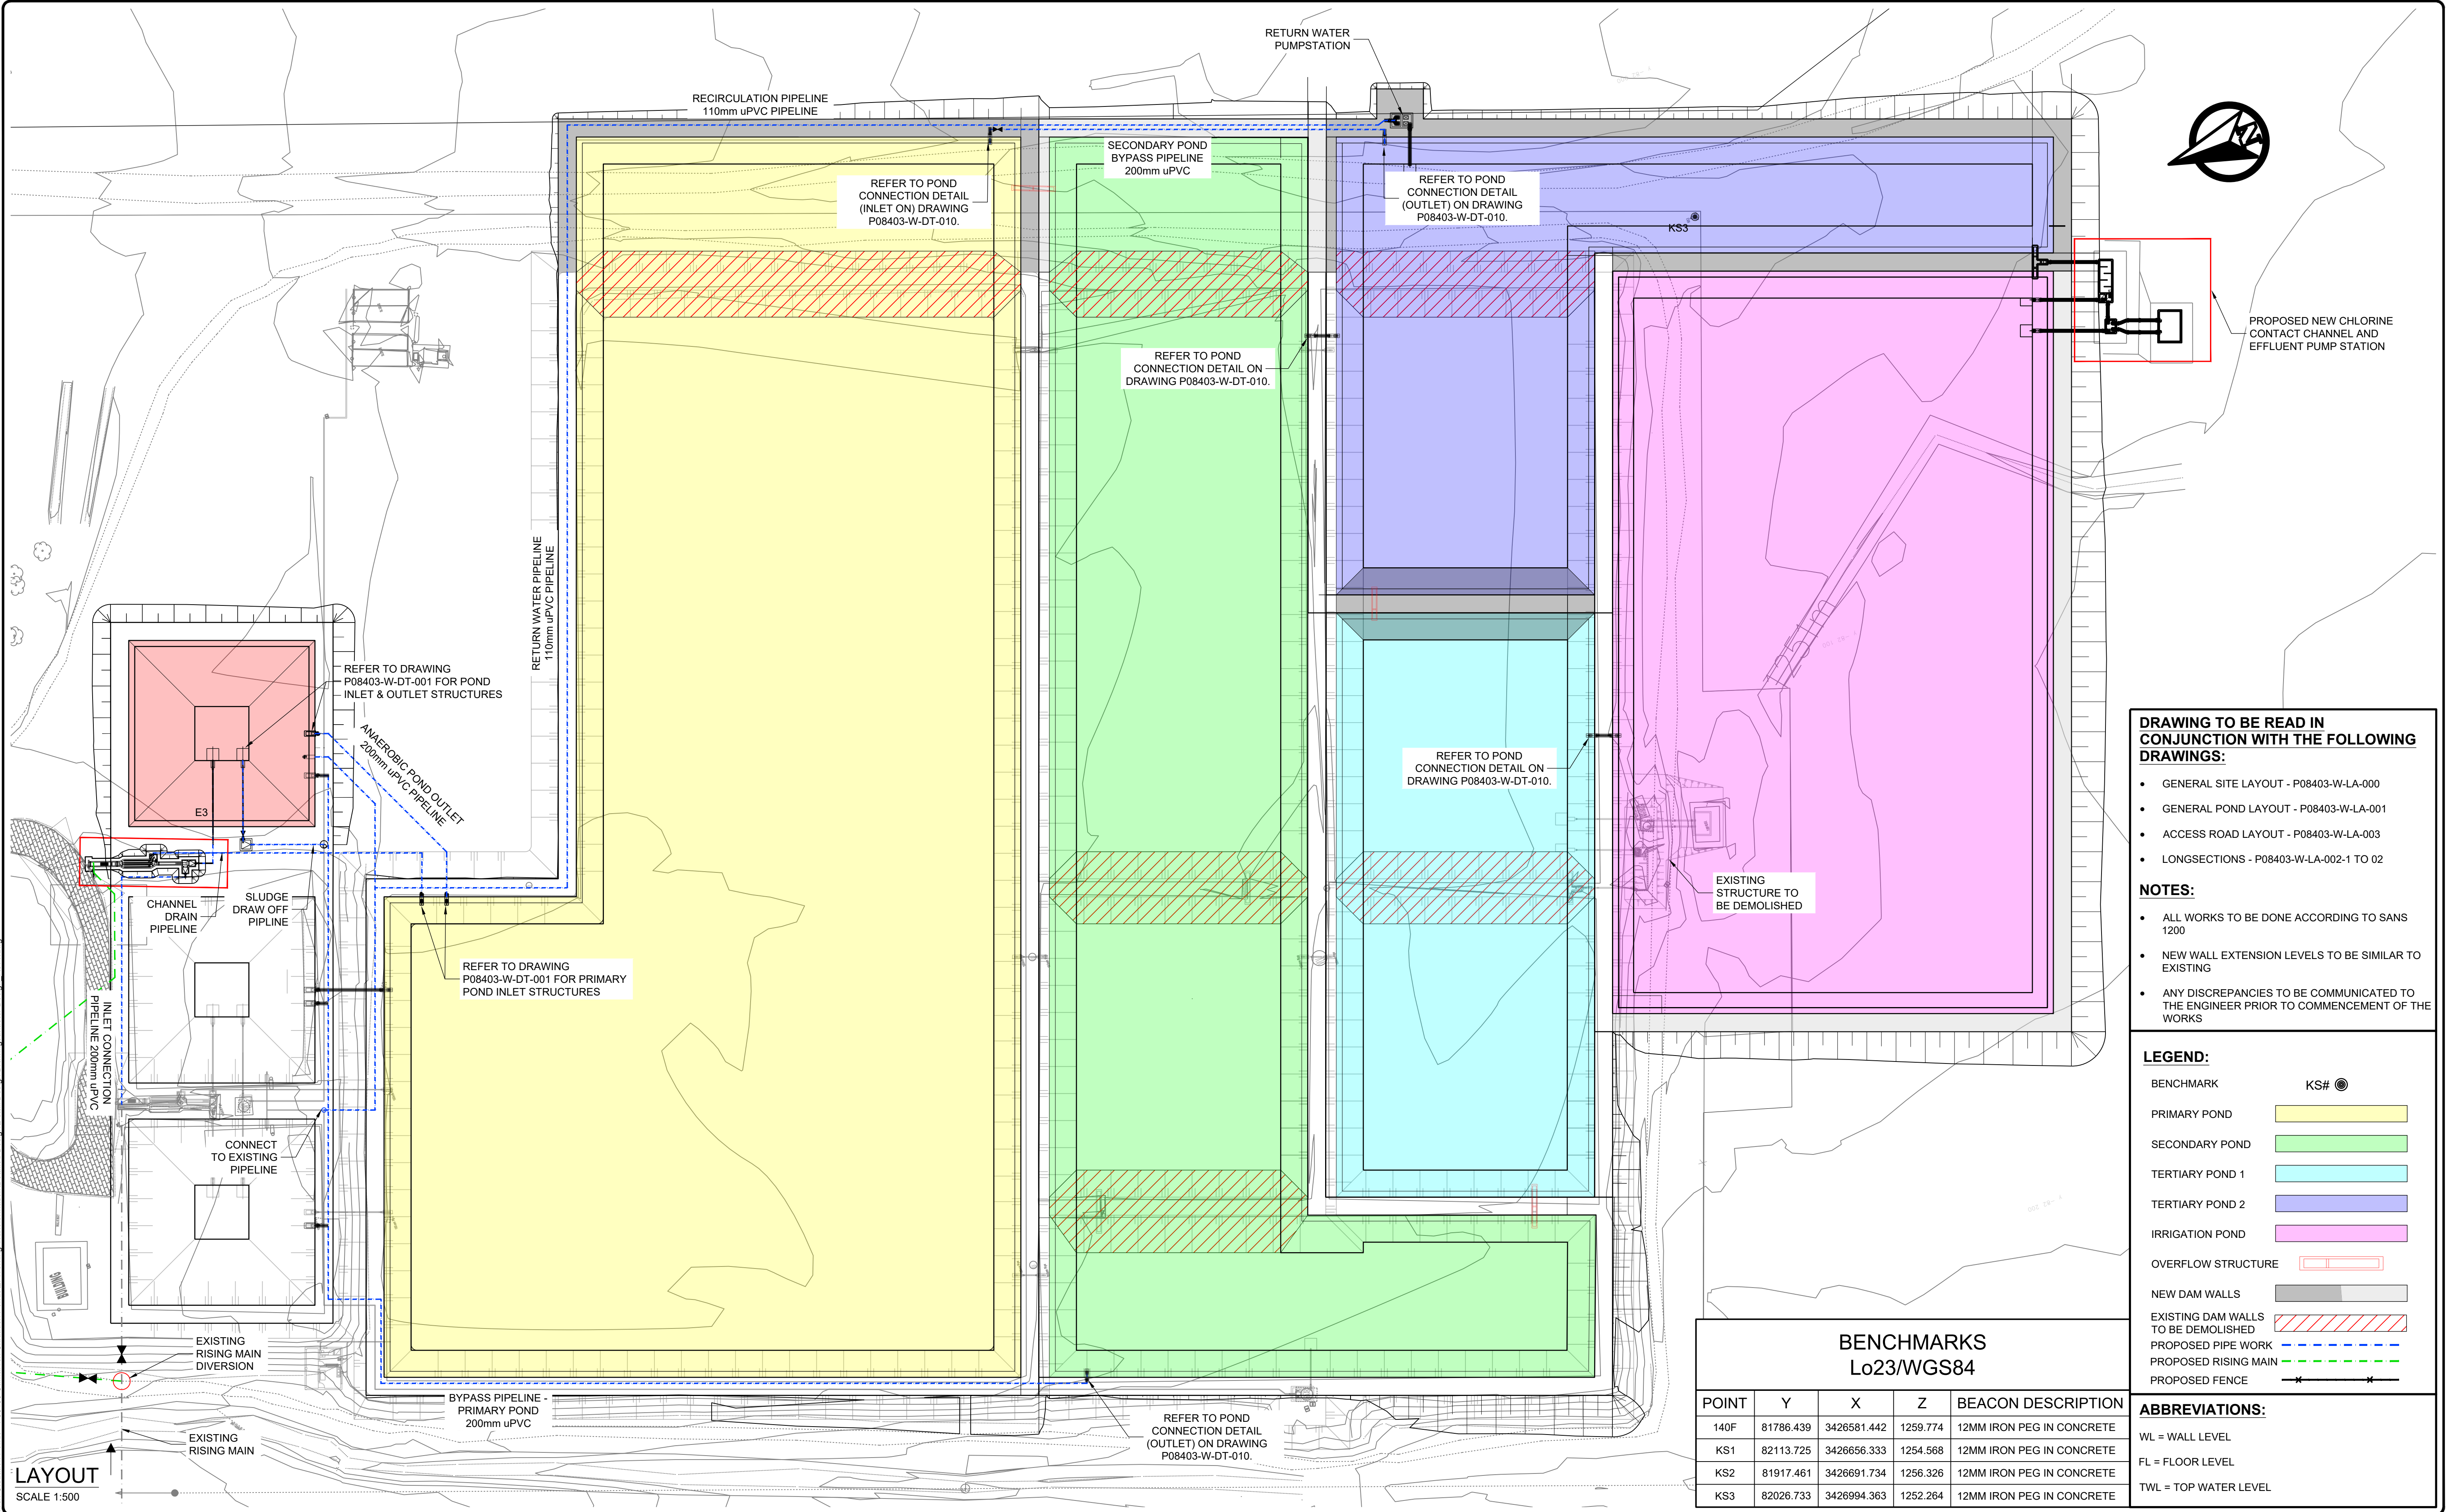 RETURN WATER
PUMPSTATION
RECIRCULATION PIPELINE
110mm uPVC PIPELINE
SECONDARY POND
BYPASS PIPELINE
200mm uPVC
REFER TO POND
CONNECTION DETAIL
(INLET ON) DRAWING
P08403-W-DT-010.
REFER TO POND
CONNECTION DETAIL
(OUTLET) ON DRAWING
P08403-W-DT-010.
KS3
PROPOSED NEW CHLORINE
CONTACT CHANNEL AND
EFFLUENT PUMP STATION
REFER TO POND
CONNECTION DETAIL ON
DRAWING P08403-W-DT-010.
RETURN WATER PIPELINE
110mm uPVC PIPELINE
REFER TO DRAWING
P08403-W-DT-001 FOR POND
INLET & OUTLET STRUCTURES
ANAEROBIC POND OUTLET
200mm uPVC PIPELINE
E3
REFER TO POND
CONNECTION DETAIL ON
DRAWING P08403-W-DT-010.
EXISTING
STRUCTURE TO
BE DEMOLISHED
CHANNEL
DRAIN
PIPELINE
SLUDGE
DRAW OFF
PIPLINE
REFER TO DRAWING
P08403-W-DT-001 FOR PRIMARY
POND INLET STRUCTURES
INLET CONNECTION
PIPELINE 200mm uPVC
CONNECT
TO EXISTING
PIPELINE
BUILDING
EXISTING
RISING MAIN
DIVERSION
EXISTING
RISING MAIN
BYPASS PIPELINE -
PRIMARY POND
200mm uPVC
REFER TO POND
CONNECTION DETAIL
(OUTLET) ON DRAWING
P08403-W-DT-010.
LAYOUT
SCALE 1:500
DRAWING TO BE READ IN
CONJUNCTION WITH THE FOLLOWING
DRAWINGS:
• GENERAL SITE LAYOUT - P08403-W-LA-000
• GENERAL POND LAYOUT - P08403-W-LA-001
• ACCESS ROAD LAYOUT - P08403-W-LA-003
• LONGSECTIONS - P08403-W-LA-002-1 TO 02
NOTES:
• ALL WORKS TO BE DONE ACCORDING TO SANS
1200
• NEW WALL EXTENSION LEVELS TO BE SIMILAR TO
EXISTING
• ANY DISCREPANCIES TO BE COMMUNICATED TO
THE ENGINEER PRIOR TO COMMENCEMENT OF THE
WORKS
LEGEND:
BENCHMARK KS#
PRIMARY POND
SECONDARY POND
TERTIARY POND 1
TERTIARY POND 2
IRRIGATION POND
OVERFLOW STRUCTURE
NEW DAM WALLS
EXISTING DAM WALLS
TO BE DEMOLISHED
PROPOSED PIPE WORK
PROPOSED RISING MAIN
PROPOSED FENCE
ABBREVIATIONS:
WL = WALL LEVEL
FL = FLOOR LEVEL
TWL = TOP WATER LEVEL
BENCHMARKS
Lo23/WGS84
POINT Y X Z BEACON DESCRIPTION
140F 81786.439 3426581.442 1259.774 12MM IRON PEG IN CONCRETE
KS1 82113.725 3426656.333 1254.568 12MM IRON PEG IN CONCRETE
KS2 81917.461 3426691.734 1256.326 12MM IRON PEG IN CONCRETE
KS3 82026.733 3426994.363 1252.264 12MM IRON PEG IN CONCRETE